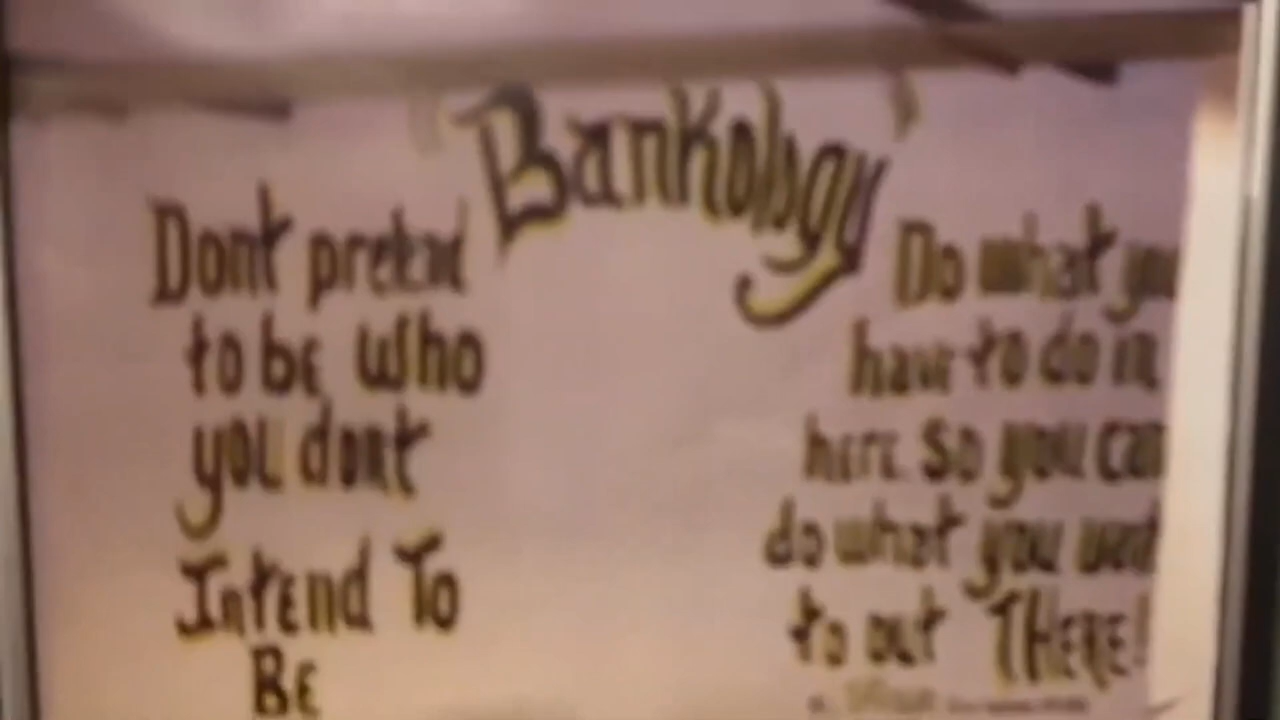 "Bankology"
Dont pretend
to be who
you dont
Intend To
BE
Do what you
have to do in
here. So you can
do what you want
to out THERE!